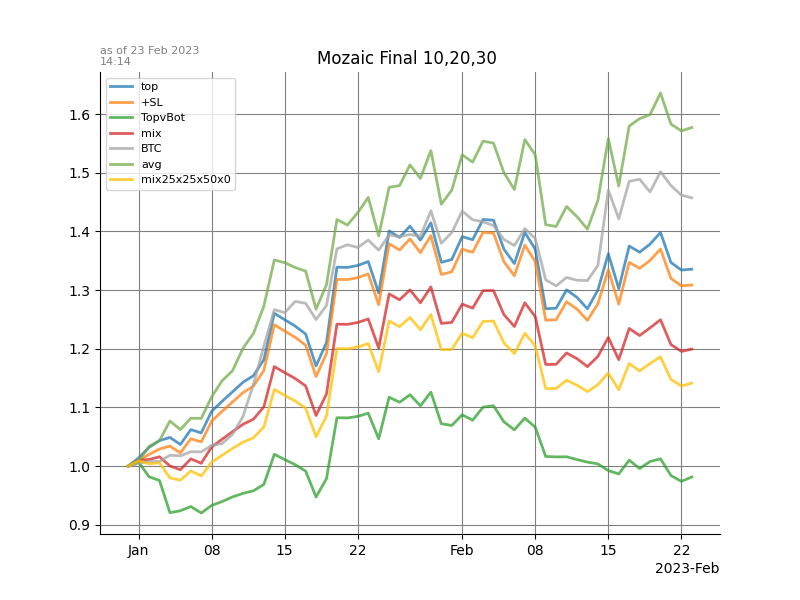 as of 23 Feb 2023
14:14
Mozaic Final 10,20,30
top
+SL
TopvBot
mix
BTC
avg
mix25x25x50x0
1.6
1.5
1.4
1.3
1.2
1.1
1.0
0.9
Jan
08
15
22
Feb
08
15
22
2023-Feb